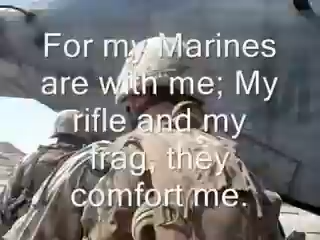 For my Marines
are with me; My
rifle and my
frag, they
comfort me.